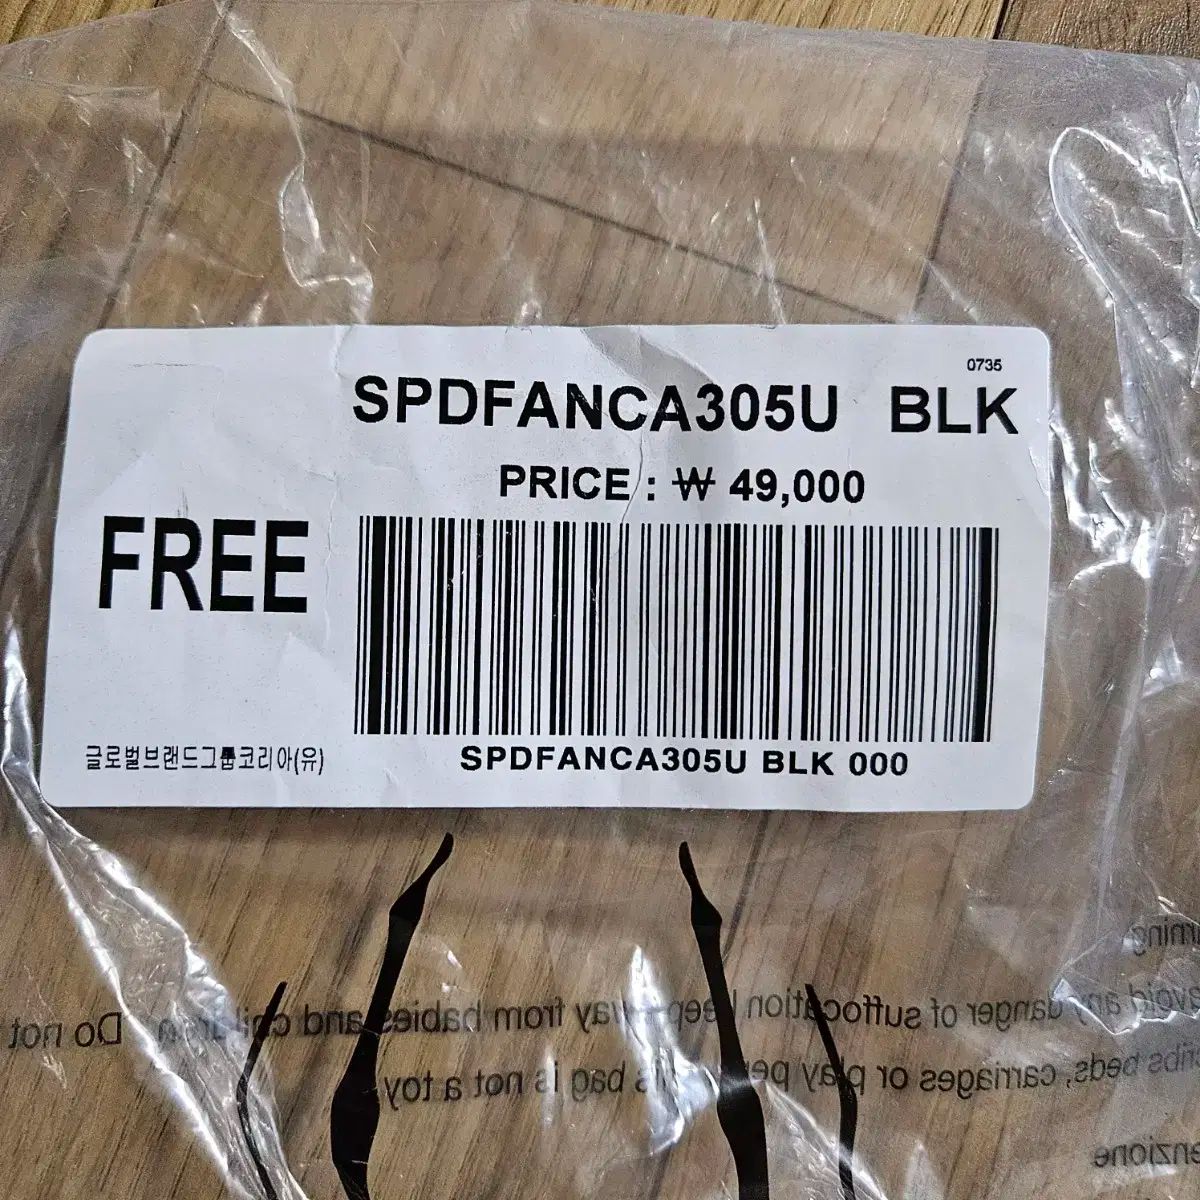 0735
SPDFANCA305U BLK
PRICE : ₩ 49,000
FREE
SPDFANCA305U BLK 000
글로벌브랜드그룹코리아(유)
avoid any danger of suffocation keep away from babies and children Do not
beds, carriages or play pens this bag is not a toy